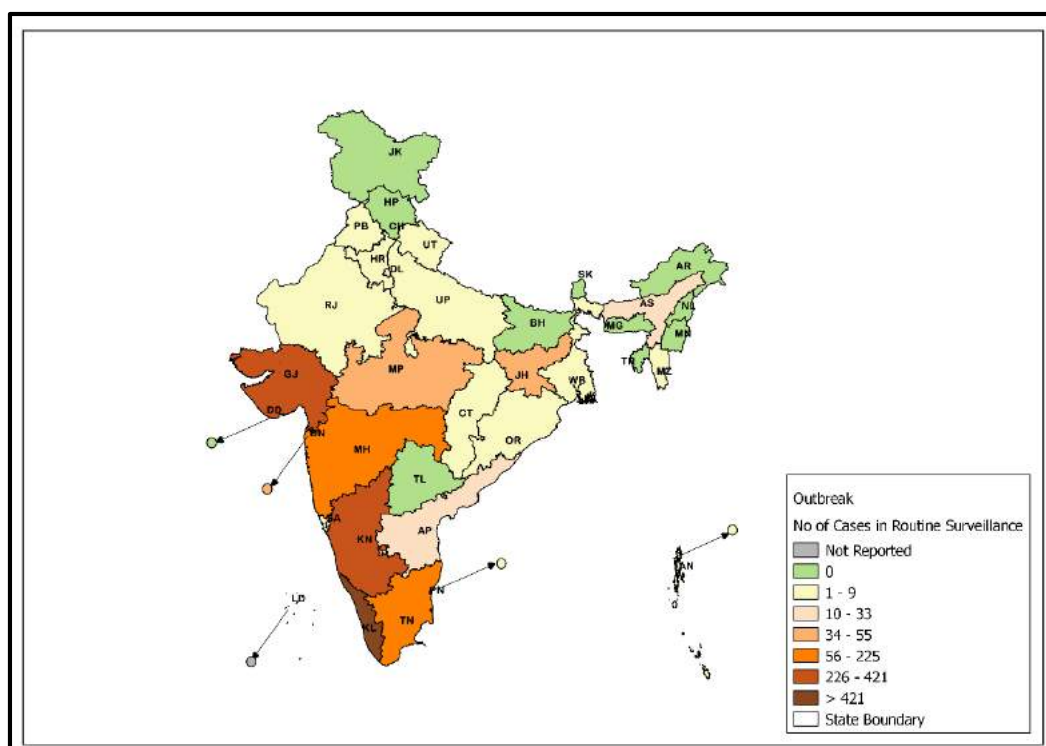 JK
HP
CH
PB
UT
HR
DL
SK
AR
RJ
UP
AS
BH
MG
MN
TR
MZ
GJ
MP
JH
WB
DD
CT
DN
MH
OR
TL
AP
KN
AN
PN
LD
TN
KL
Outbreak
No of Cases in Routine Surveillance
Not Reported
0
1 - 9
10 - 33
34 - 55
56 - 225
226 - 421
> 421
State Boundary